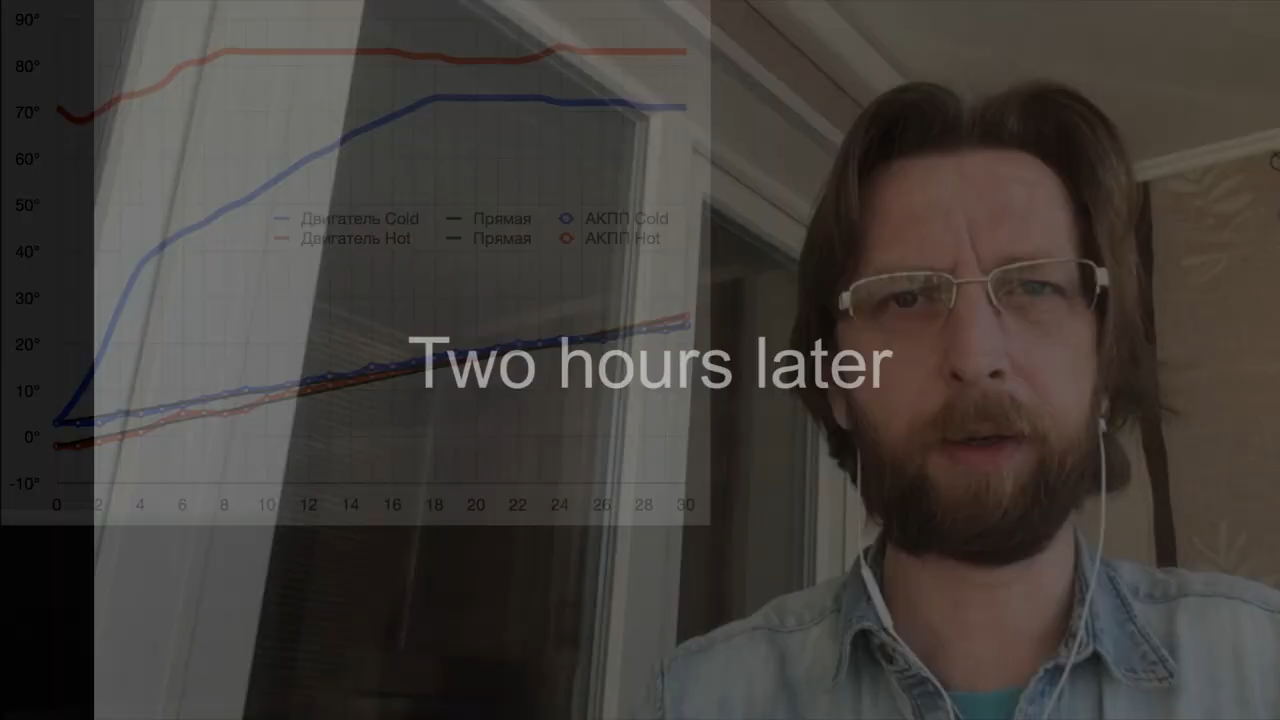 90°
80°
70°
60°
50°
40°
30°
20°
10°
0°
-10°
Двигатель Cold Прямая АКПП Cold
Двигатель Hot Прямая АКПП Hot
Two hours later
0 2 4 6 8 10 12 14 16 18 20 22 24 26 28 30